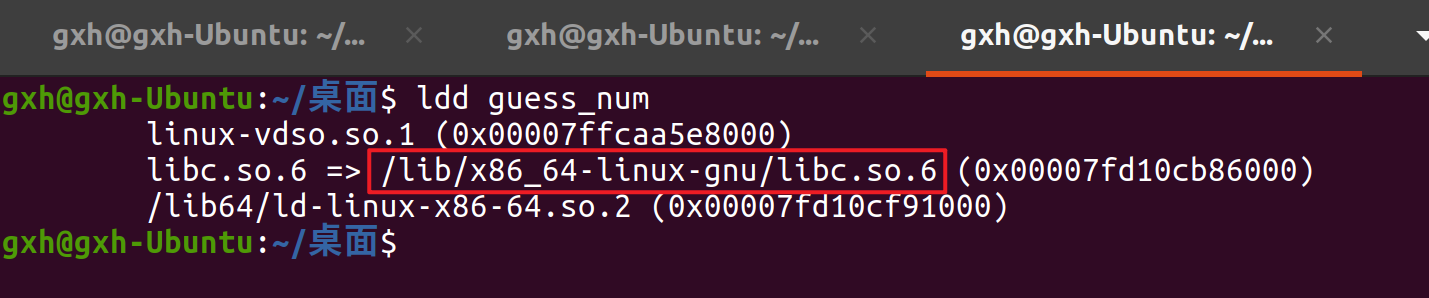 gxh@gxh-Ubuntu: ~/... × gxh@gxh-Ubuntu: ~/... × gxh@gxh-Ubuntu: ~/... ×
gxh@gxh-Ubuntu:~/桌面$ ldd guess_num
linux-vdso.so.1 (0x00007ffcaa5e8000)
libc.so.6 => /lib/x86_64-linux-gnu/libc.so.6 (0x00007fd10cb86000)
/lib64/ld-linux-x86-64.so.2 (0x00007fd10cf91000)
gxh@gxh-Ubuntu:~/桌面$